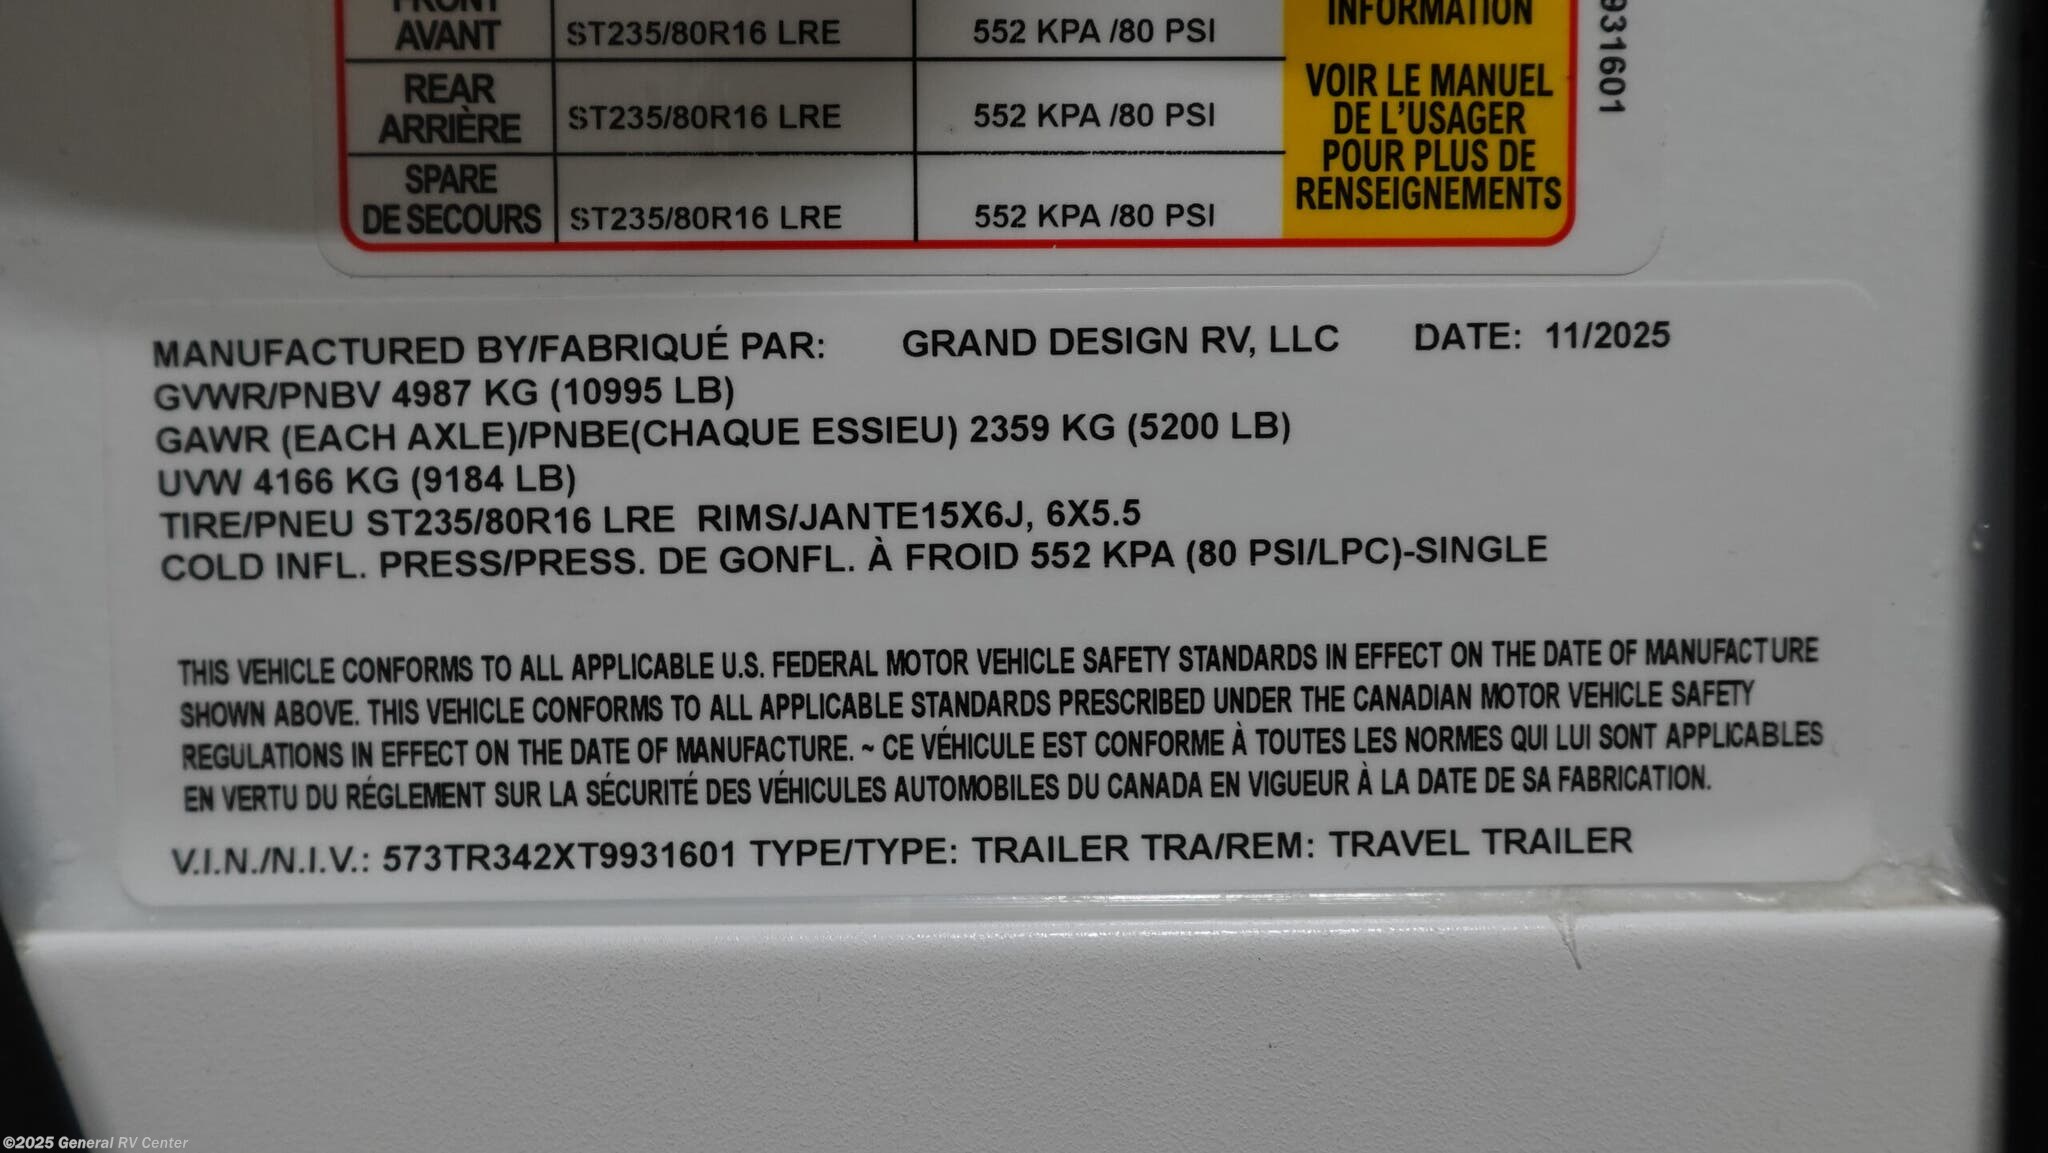 FRONT
AVANT
ST235/80R16 LRE
552 KPA /80 PSI
INFORMATION
REAR
ARRIÈRE
ST235/80R16 LRE
552 KPA /80 PSI
VOIR LE MANUEL
DE L'USAGER
POUR PLUS DE
RENSEIGNEMENTS
SPARE
DE SECOURS
ST235/80R16 LRE
552 KPA /80 PSI
931601
MANUFACTURED BY/FABRIQUÉ PAR: GRAND DESIGN RV, LLC DATE: 11/2025
GVWR/PNBV 4987 KG (10995 LB)
GAWR (EACH AXLE)/PNBE(CHAQUE ESSIEU) 2359 KG (5200 LB)
UVW 4166 KG (9184 LB)
TIRE/PNEU ST235/80R16 LRE RIMS/JANTE15X6J, 6X5.5
COLD INFL. PRESS/PRESS. DE GONFL. À FROID 552 KPA (80 PSI/LPC)-SINGLE
THIS VEHICLE CONFORMS TO ALL APPLICABLE U.S. FEDERAL MOTOR VEHICLE SAFETY STANDARDS IN EFFECT ON THE DATE OF MANUFACTURE
SHOWN ABOVE. THIS VEHICLE CONFORMS TO ALL APPLICABLE STANDARDS PRESCRIBED UNDER THE CANADIAN MOTOR VEHICLE SAFETY
REGULATIONS IN EFFECT ON THE DATE OF MANUFACTURE. ~ CE VÉHICULE EST CONFORME À TOUTES LES NORMES QUI LUI SONT APPLICABLES
EN VERTU DU RÉGLEMENT SUR LA SÉCURITÉ DES VÉHICULES AUTOMOBILES DU CANADA EN VIGUEUR À LA DATE DE SA FABRICATION.
V.I.N./N.I.V.: 573TR342XT9931601 TYPE/TYPE: TRAILER TRA/REM: TRAVEL TRAILER
©2025 General RV Center